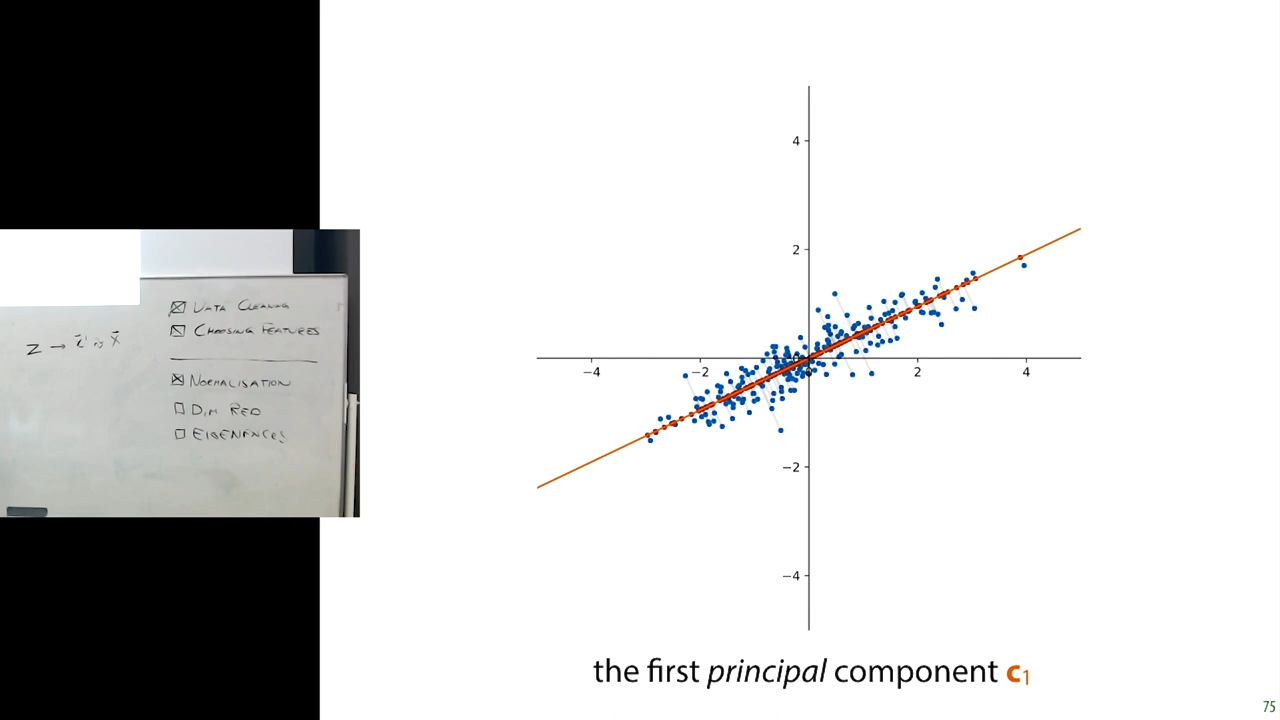 DATA CLEANING
CHOOSING FEATURES
NORMALISATION
DIM RED
EIGENFACES
z →
4
2
−4
−2
0
2
4
−2
−4
the first principal component c₁
75